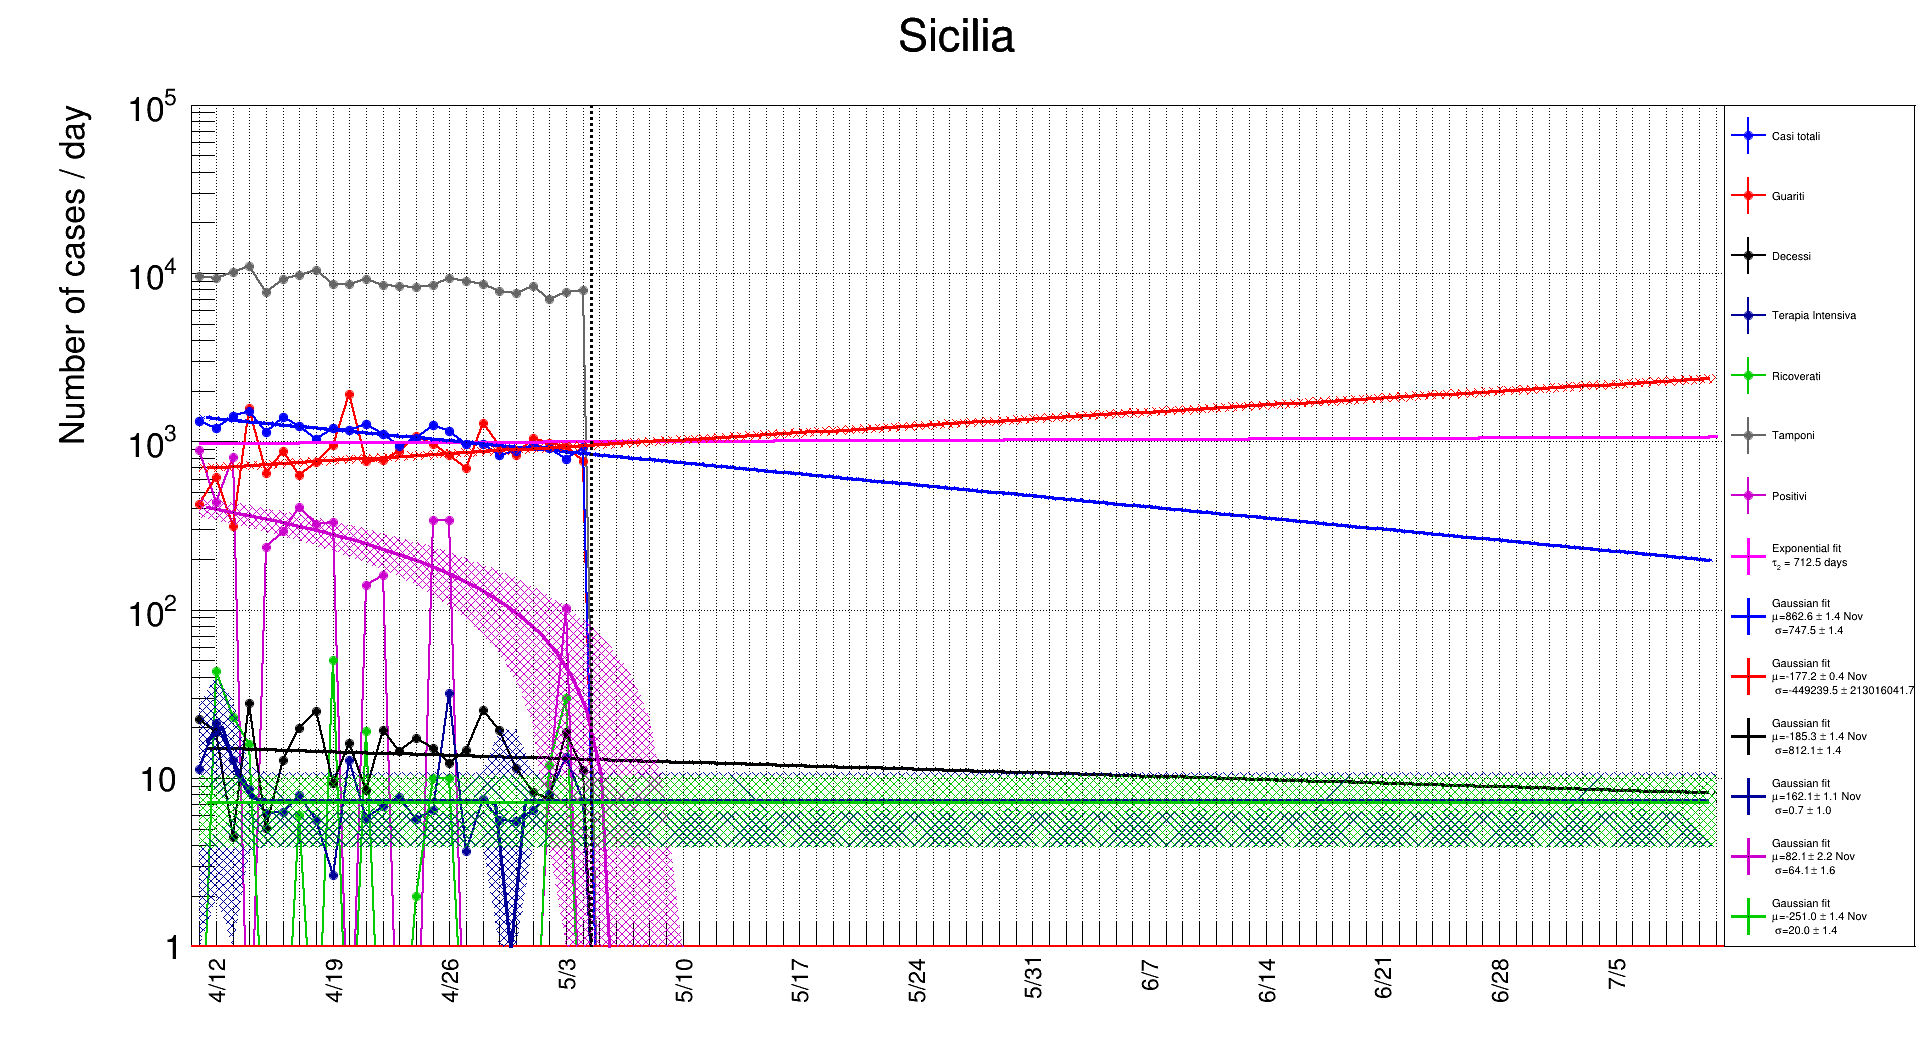 Sicilia
Number of cases / day
10^5
10^4
10^3
10^2
10
1
4/12 4/19 4/26 5/3 5/10 5/17 5/24 5/31 6/7 6/14 6/21 6/28 7/5
Casi totali
Guariti
Decessi
Terapia Intensiva
Ricoverati
Tamponi
Positivi
Exponential fit
τ₂ = 712.5 days
Gaussian fit
μ=862.6 ± 1.4 Nov
σ=747.5 ± 1.4
Gaussian fit
μ=-177.2 ± 0.4 Nov
σ=-449239.5 ± 213016041.7
Gaussian fit
μ=-185.3 ± 1.4 Nov
σ=812.1 ± 1.4
Gaussian fit
μ=162.1 ± 1.1 Nov
σ=0.7 ± 1.0
Gaussian fit
μ=82.1 ± 2.2 Nov
σ=64.1 ± 1.6
Gaussian fit
μ=-251.0 ± 1.4 Nov
σ=20.0 ± 1.4